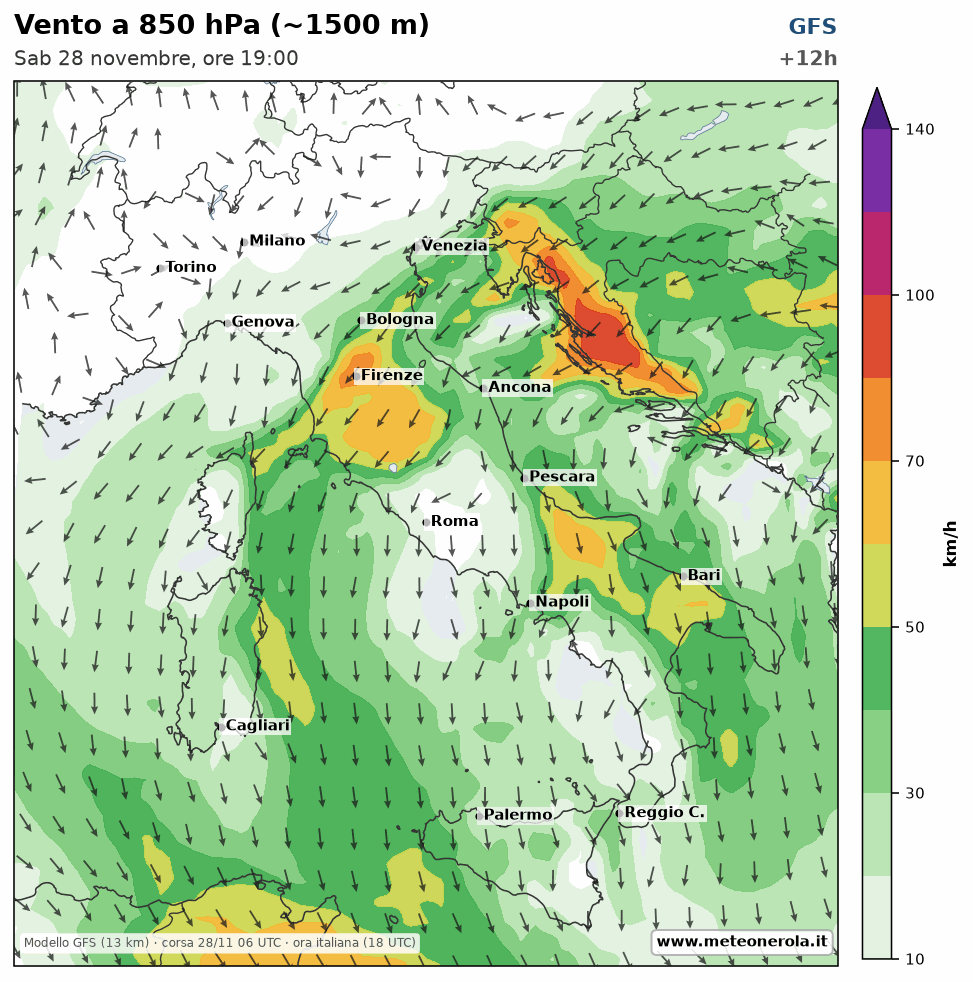 Vento a 850 hPa (~1500 m)
GFS
Sab 28 novembre, ore 19:00
+12h
140
100
70
50
30
10
km/h
Milano
Venezia
Torino
Genova
Bologna
Firenze
Ancona
Pescara
Roma
Bari
Napoli
Cagliari
Palermo
Reggio C.
Modello GFS (13 km) · corsa 28/11 06 UTC · ora italiana (18 UTC)
www.meteonerola.it